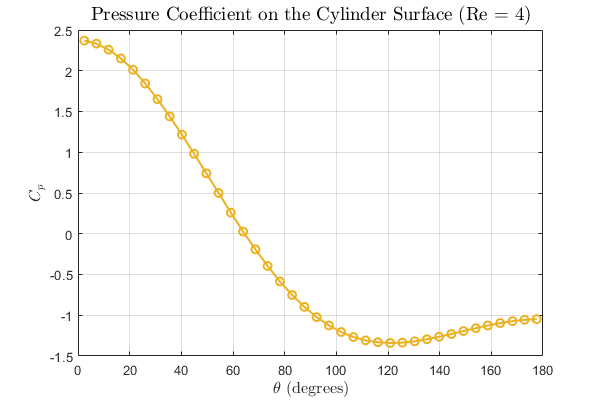 Pressure Coefficient on the Cylinder Surface (Re = 4)
2.5
2
1.5
1
0.5
0
-0.5
-1
-1.5
C_p
0 20 40 60 80 100 120 140 160 180
θ (degrees)